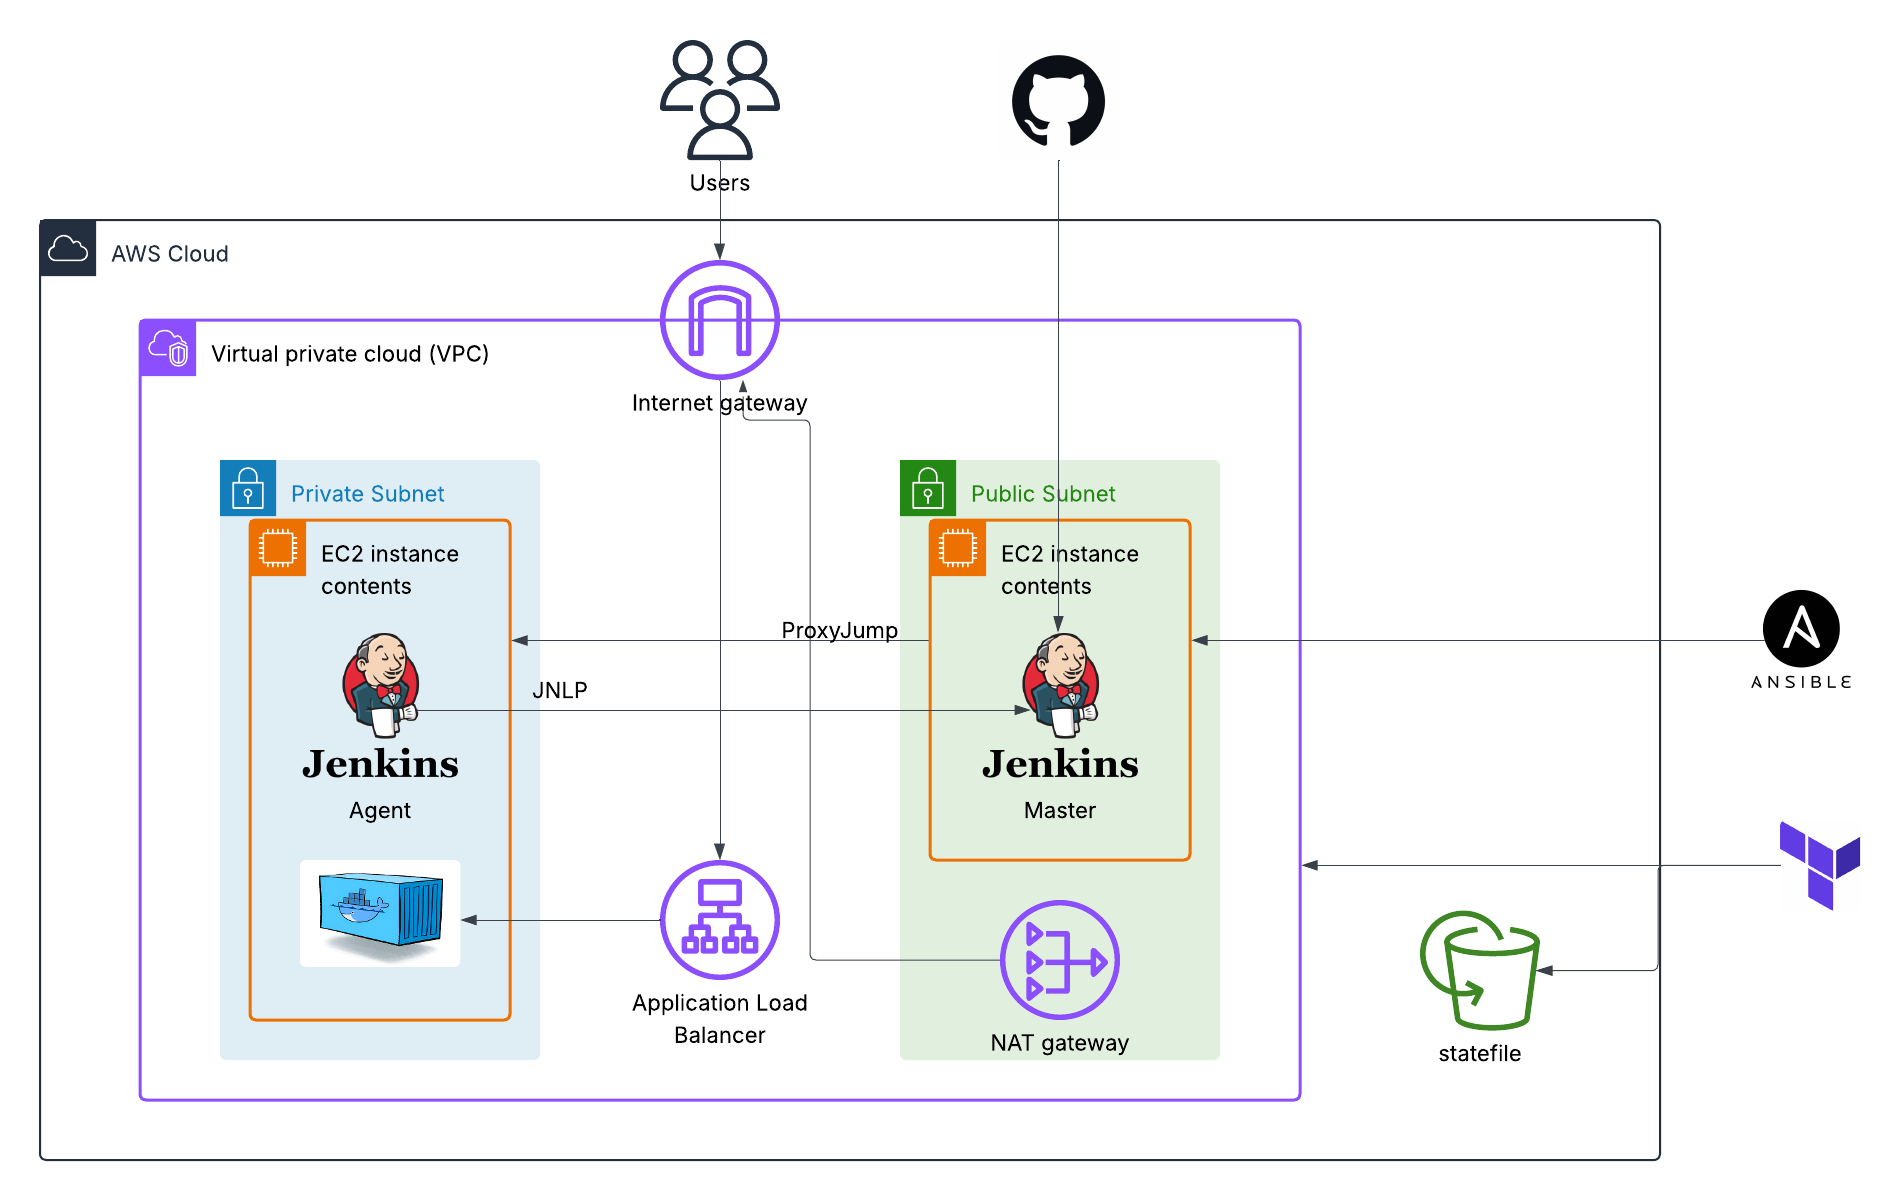 Users
AWS Cloud
Virtual private cloud (VPC)
Internet gateway
Private Subnet
Public Subnet
EC2 instance
contents
EC2 instance
contents
ProxyJump
JNLP
Jenkins
Agent
Jenkins
Master
ANSIBLE
Application Load
Balancer
NAT gateway
statefile